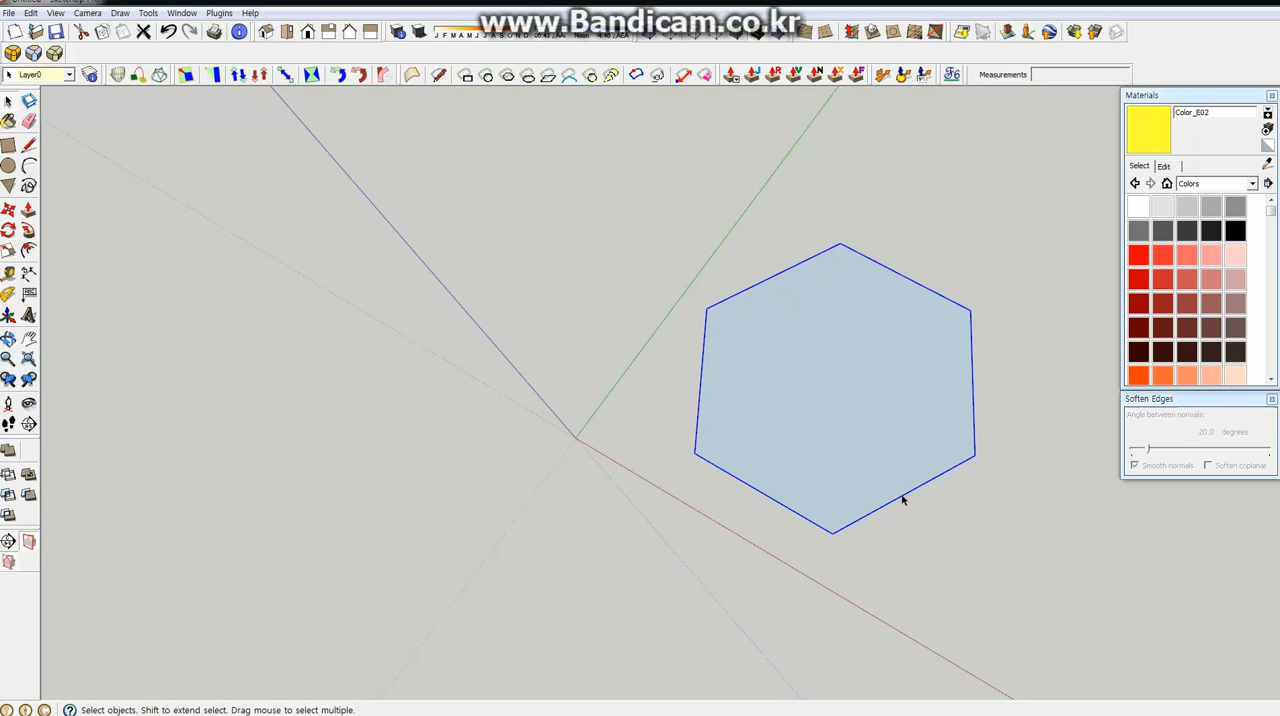 www.Bandicam.co.kr
File Edit View Camera Draw Tools Window Plugins Help
J F M A M J J A S O N D
Noon
Layer0
Measurements
Materials
Color_E02
Select Edit
Colors
Soften Edges
Angle between normals:
20.0 degrees
Smooth normals Soften coplanar
Select objects. Shift to extend select. Drag mouse to select multiple.